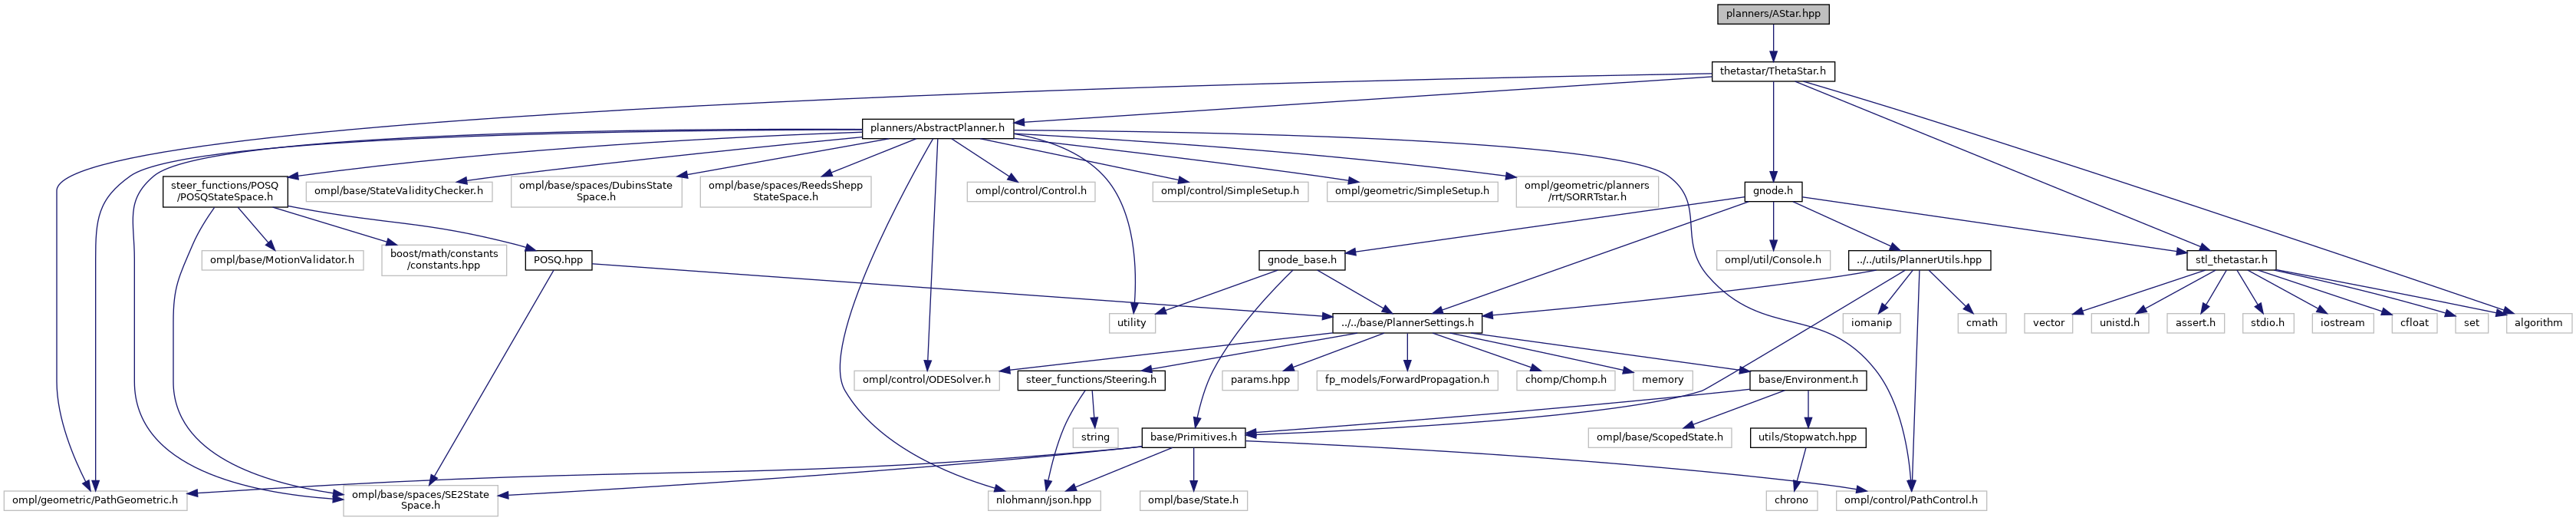 planners/AStar.hpp
thetastar/ThetaStar.h
planners/AbstractPlanner.h
steer_functions/POSQ
/POSQStateSpace.h
ompl/base/StateValidityChecker.h
ompl/base/spaces/DubinsState
Space.h
ompl/base/spaces/ReedsShepp
StateSpace.h
ompl/control/Control.h
ompl/control/SimpleSetup.h
ompl/geometric/SimpleSetup.h
ompl/geometric/planners
/rrt/SORRTstar.h
gnode.h
ompl/base/MotionValidator.h
boost/math/constants
/constants.hpp
POSQ.hpp
gnode_base.h
ompl/util/Console.h
../../utils/PlannerUtils.hpp
stl_thetastar.h
utility
../../base/PlannerSettings.h
iomanip
cmath
vector
unistd.h
assert.h
stdio.h
iostream
cfloat
set
algorithm
ompl/control/ODESolver.h
steer_functions/Steering.h
params.hpp
fp_models/ForwardPropagation.h
chomp/Chomp.h
memory
base/Environment.h
string
base/Primitives.h
ompl/base/ScopedState.h
utils/Stopwatch.hpp
ompl/geometric/PathGeometric.h
ompl/base/spaces/SE2State
Space.h
nlohmann/json.hpp
ompl/base/State.h
chrono
ompl/control/PathControl.h